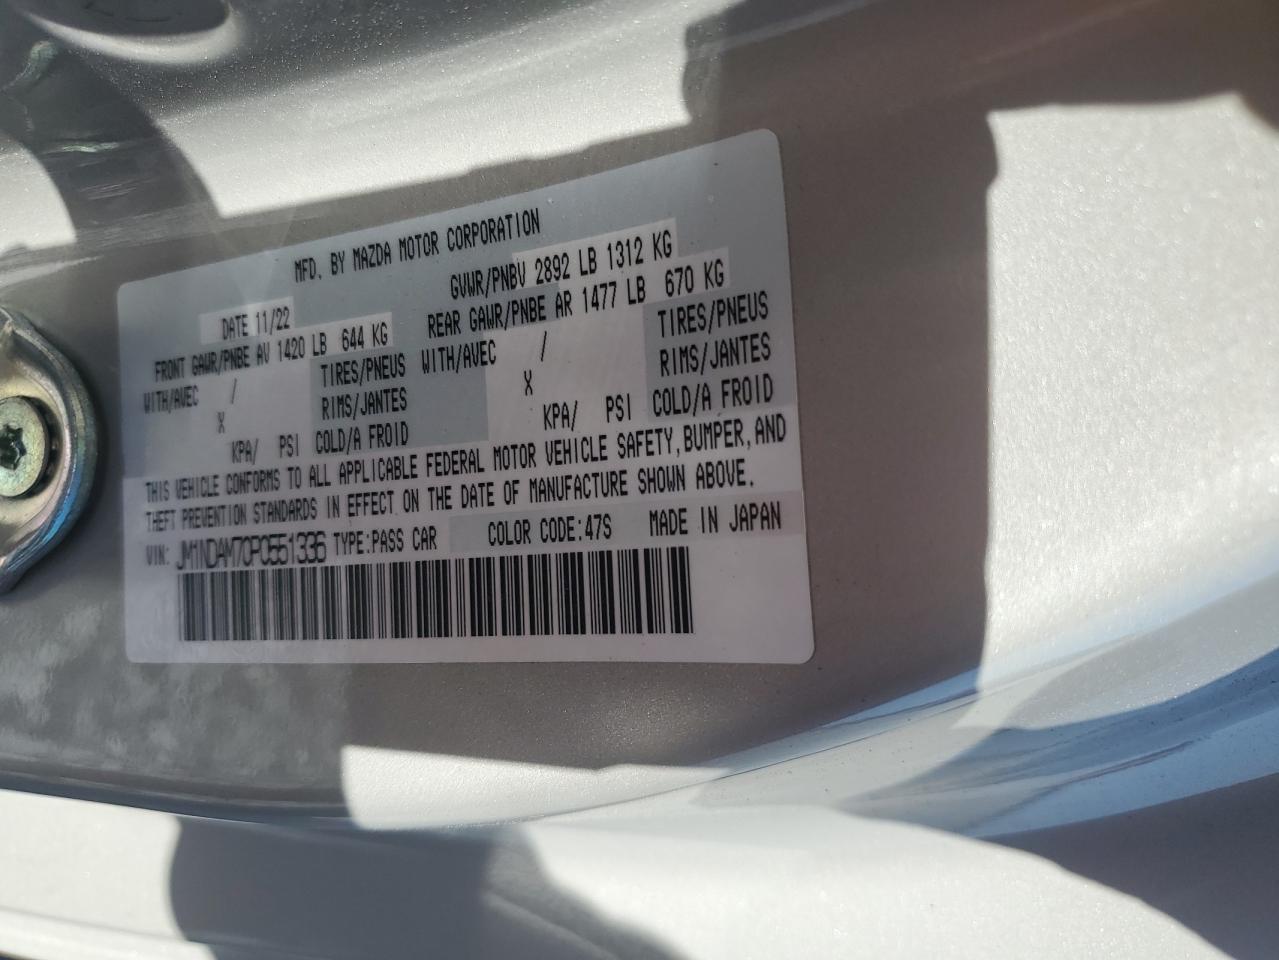 MFD. BY MAZDA MOTOR CORPORATION
DATE 11/22 GVWR/PNBV 2892 LB 1312 KG
FRONT GAWR/PNBE AV 1420 LB 644 KG REAR GAWR/PNBE AR 1477 LB 670 KG
WITH/AVEC / TIRES/PNEUS WITH/AVEC / TIRES/PNEUS
X RIMS/JANTES X RIMS/JANTES
KPA/ PSI COLD/A FROID KPA/ PSI COLD/A FROID
THIS VEHICLE CONFORMS TO ALL APPLICABLE FEDERAL MOTOR VEHICLE SAFETY, BUMPER, AND
THEFT PREVENTION STANDARDS IN EFFECT ON THE DATE OF MANUFACTURE SHOWN ABOVE.
VIN: JM1NDAM70P0551336 TYPE:PASS CAR COLOR CODE:47S MADE IN JAPAN